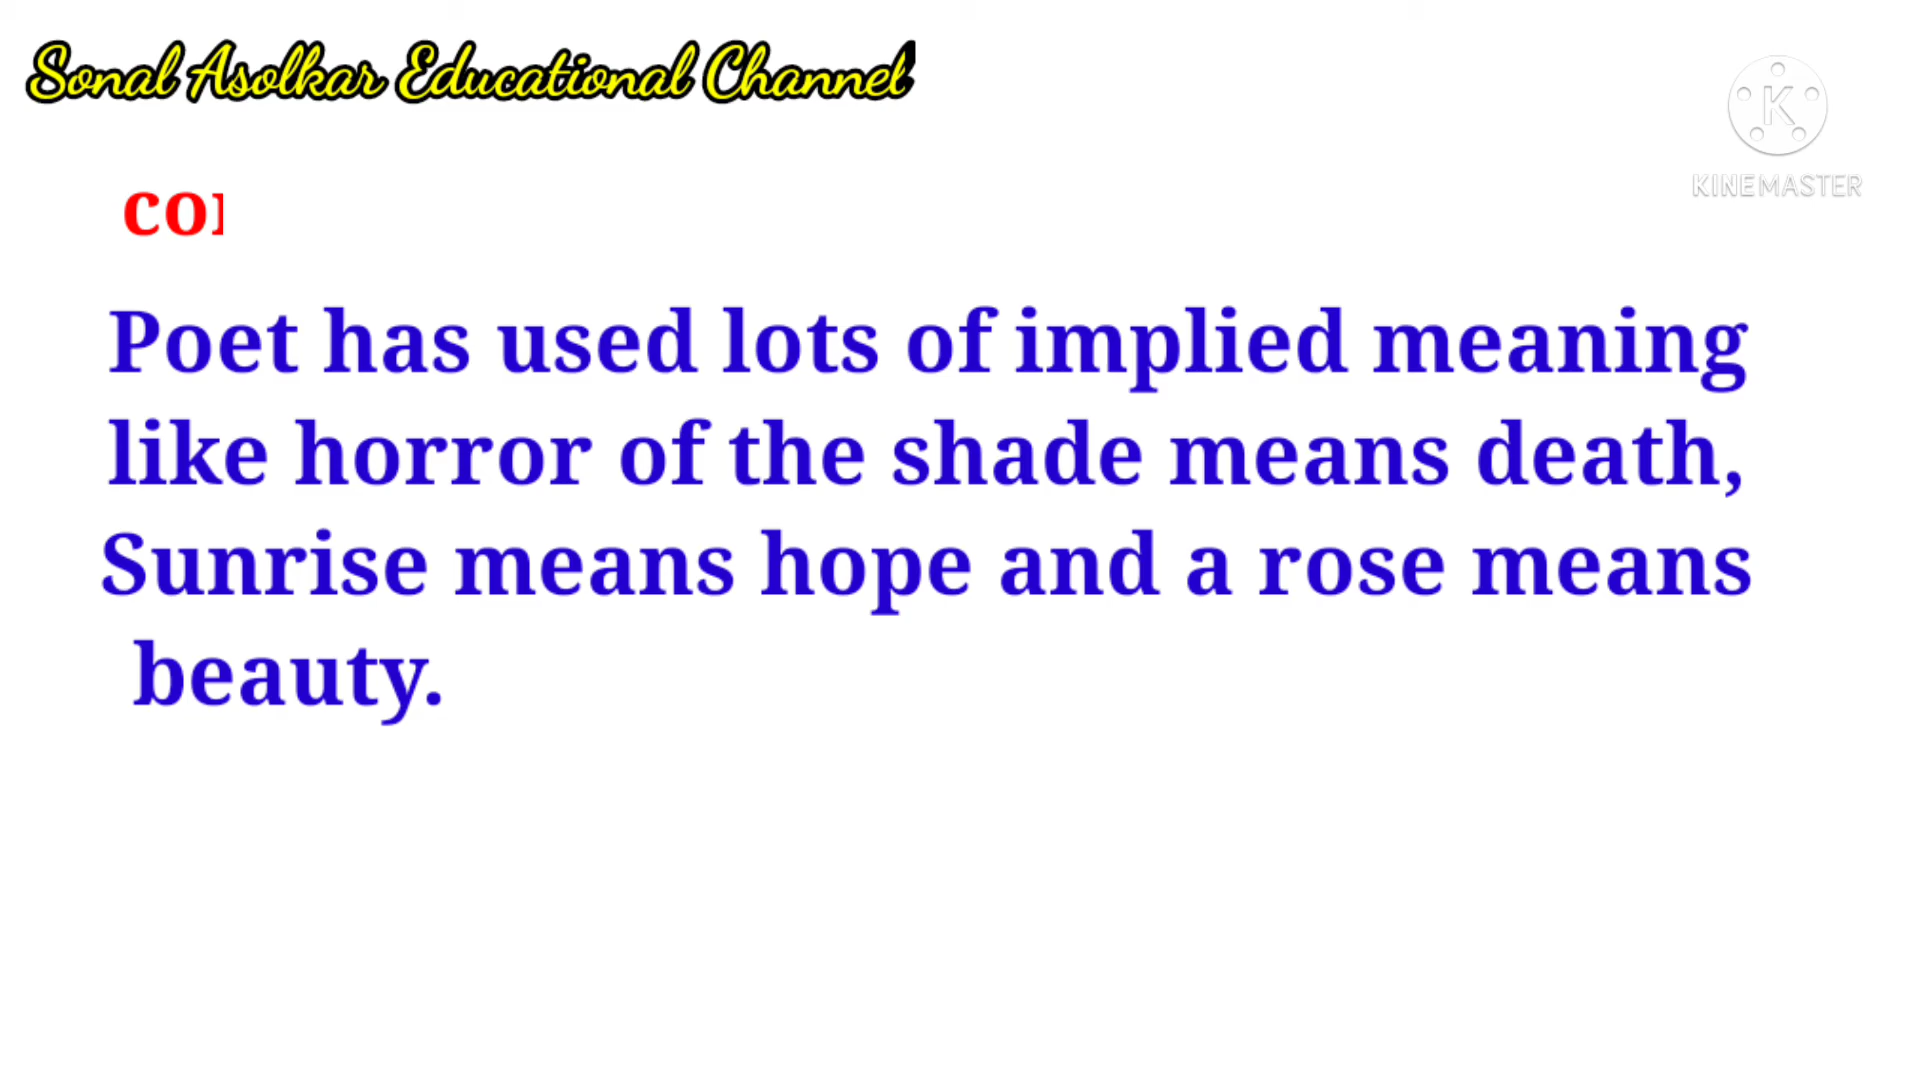 Sonal Asolkar Educational Channel
KINEMASTER
Poet has used lots of implied meaning
like horror of the shade means death,
Sunrise means hope and a rose means
beauty.